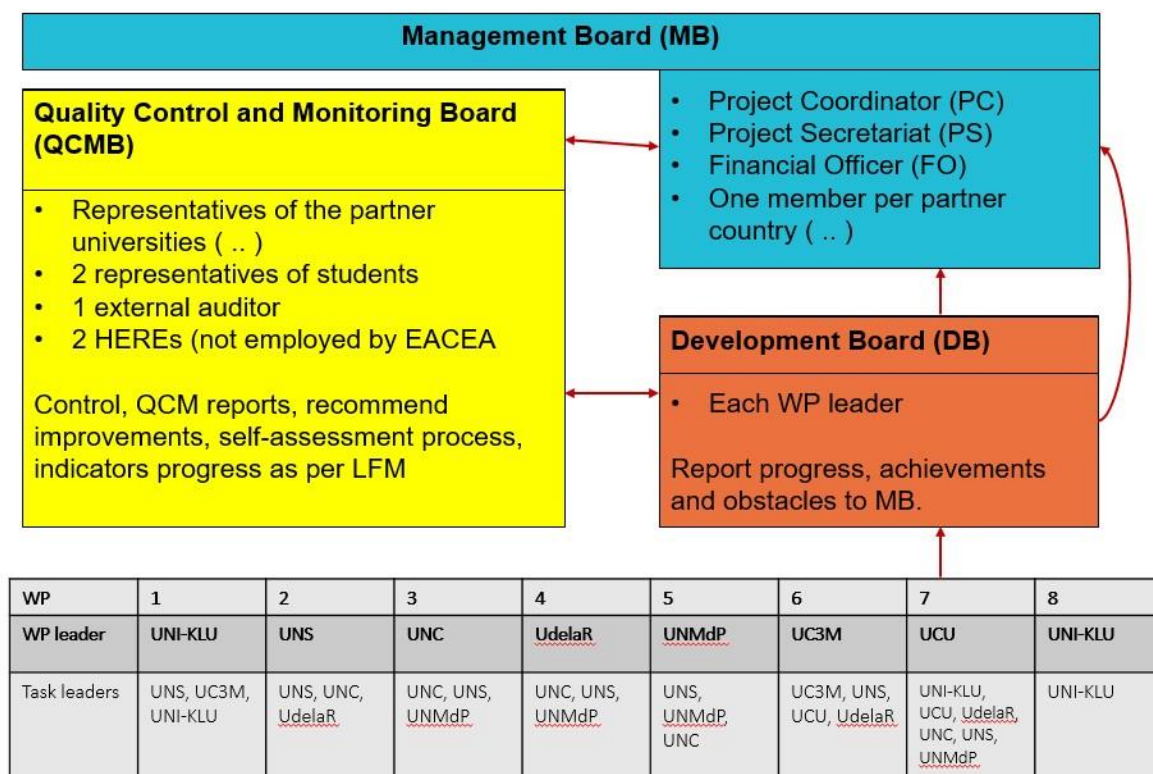 Management Board (MB)
• Project Coordinator (PC)
• Project Secretariat (PS)
• Financial Officer (FO)
• One member per partner
country ( .. )
Quality Control and Monitoring Board
(QCMB)
• Representatives of the partner
universities ( .. )
• 2 representatives of students
• 1 external auditor
• 2 HEREs (not employed by EACEA
Control, QCM reports, recommend
improvements, self-assessment process,
indicators progress as per LFM
Development Board (DB)
• Each WP leader
Report progress, achievements
and obstacles to MB.
WP 1 2 3 4 5 6 7 8
WP leader UNI-KLU UNS UNC UdelaR UNMdP UC3M UCU UNI-KLU
Task leaders
UNS, UC3M,
UNI-KLU
UNS, UNC,
UdelaR
UNC, UNS,
UNMdP
UNC, UNS,
UNMdP
UNS,
UNMdP,
UNC
UC3M, UNS,
UCU, UdelaR
UNI-KLU,
UCU, UdelaR,
UNC, UNS,
UNMdP
UNI-KLU